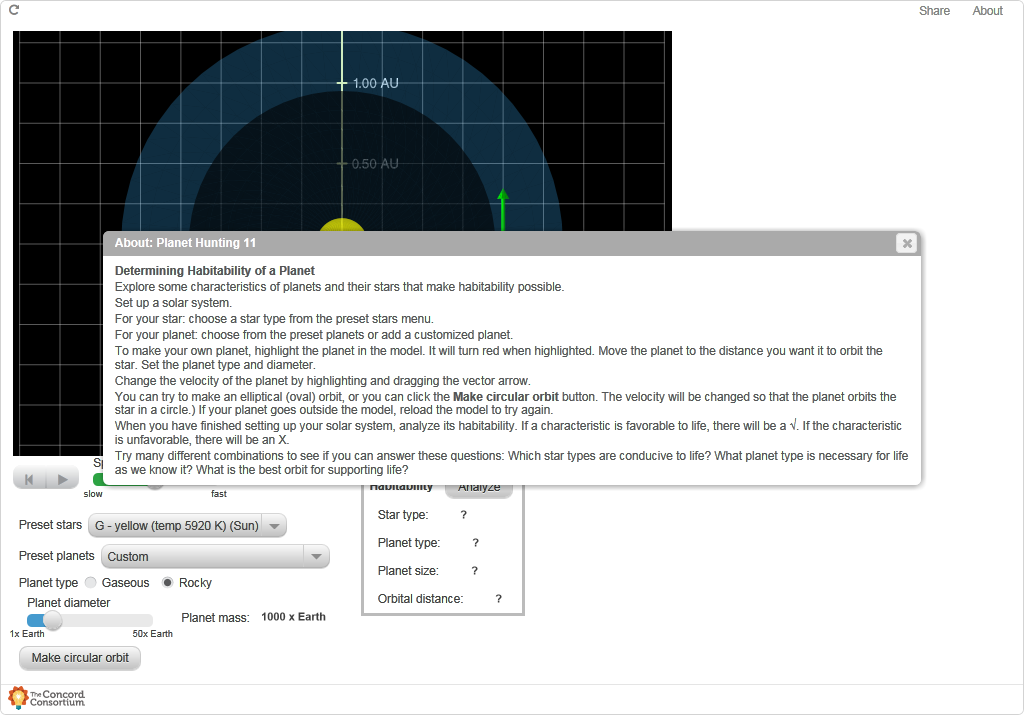 Share About
1.00 AU
0.50 AU
About: Planet Hunting 11
Determining Habitability of a Planet
Explore some characteristics of planets and their stars that make habitability possible.
Set up a solar system.
For your star: choose a star type from the preset stars menu.
For your planet: choose from the preset planets or add a customized planet.
To make your own planet, highlight the planet in the model. It will turn red when highlighted. Move the planet to the distance you want it to orbit the
star. Set the planet type and diameter.
Change the velocity of the planet by highlighting and dragging the vector arrow.
You can try to make an elliptical (oval) orbit, or you can click the Make circular orbit button. The velocity will be changed so that the planet orbits the
star in a circle.) If your planet goes outside the model, reload the model to try again.
When you have finished setting up your solar system, analyze its habitability. If a characteristic is favorable to life, there will be a √. If the characteristic
is unfavorable, there will be an X.
Try many different combinations to see if you can answer these questions: Which star types are conducive to life? What planet type is necessary for life
as we know it? What is the best orbit for supporting life?
slow fast
Habitability Analyze
Star type: ?
Planet type: ?
Planet size: ?
Orbital distance: ?
Preset stars G - yellow (temp 5920 K) (Sun)
Preset planets Custom
Planet type Gaseous Rocky
Planet diameter
1x Earth 50x Earth
Planet mass: 1000 x Earth
Make circular orbit
The Concord
Consortium